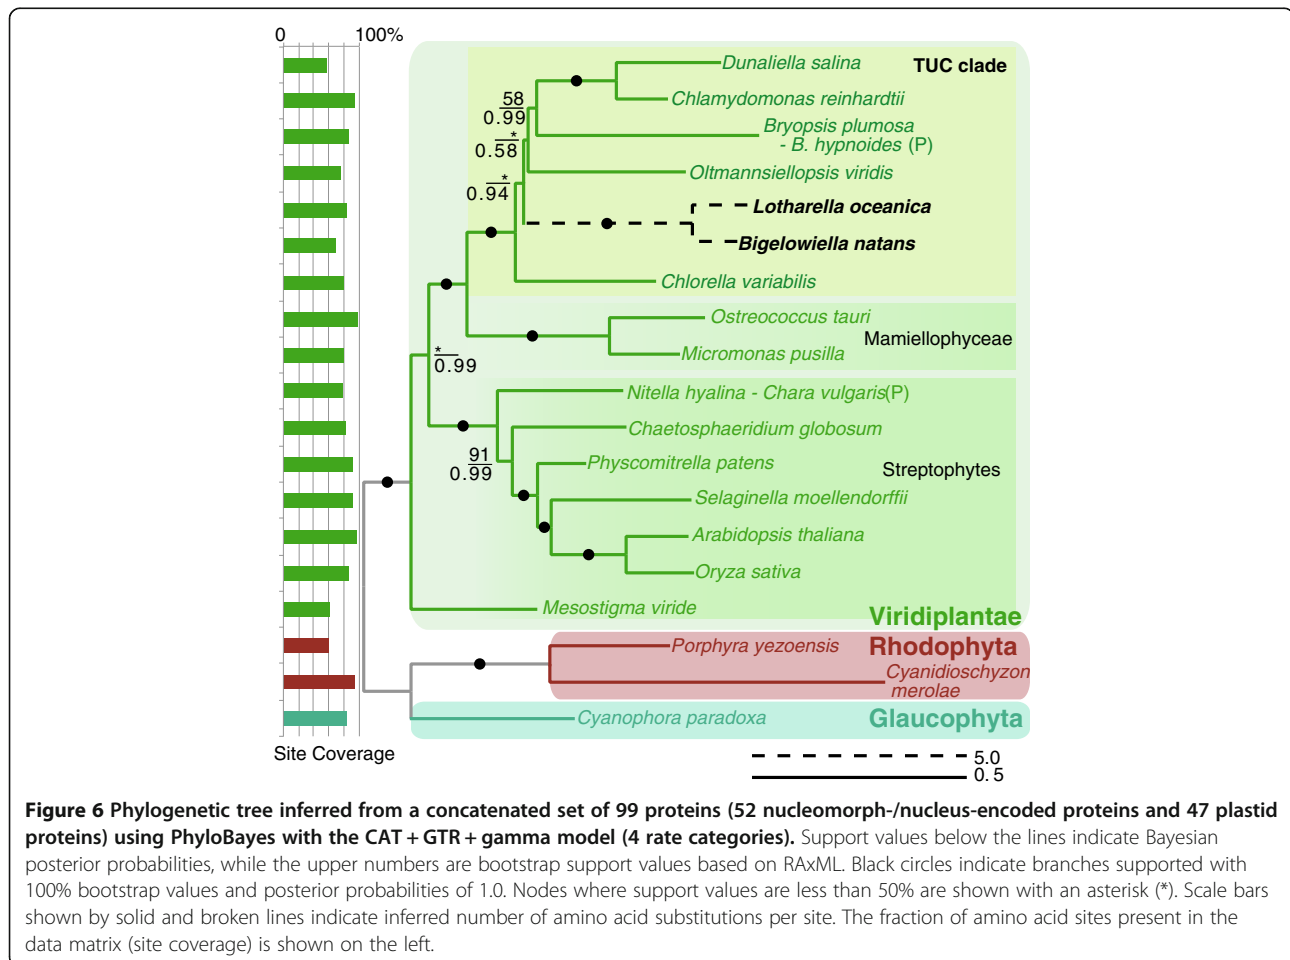 0 100%
Dunaliella salina
TUC clade
Chlamydomonas reinhardtii
58
0.99
Bryopsis plumosa
- B. hypnoides (P)
*
0.58
Oltmannsiellopsis viridis
*
0.94
Lotharella oceanica
Bigelowiella natans
Chlorella variabilis
Ostreococcus tauri
Mamiellophyceae
Micromonas pusilla
*
0.99
Nitella hyalina - Chara vulgaris(P)
Chaetosphaeridium globosum
91
0.99
Physcomitrella patens
Streptophytes
Selaginella moellendorffii
Arabidopsis thaliana
Oryza sativa
Mesostigma viride
Viridiplantae
Porphyra yezoensis
Rhodophyta
Cyanidioschyzon
merolae
Cyanophora paradoxa
Glaucophyta
Site Coverage
5.0
0.5
Figure 6 Phylogenetic tree inferred from a concatenated set of 99 proteins (52 nucleomorph-/nucleus-encoded proteins and 47 plastid
proteins) using PhyloBayes with the CAT + GTR + gamma model (4 rate categories). Support values below the lines indicate Bayesian
posterior probabilities, while the upper numbers are bootstrap support values based on RAxML. Black circles indicate branches supported with
100% bootstrap values and posterior probabilities of 1.0. Nodes where support values are less than 50% are shown with an asterisk (*). Scale bars
shown by solid and broken lines indicate inferred number of amino acid substitutions per site. The fraction of amino acid sites present in the
data matrix (site coverage) is shown on the left.